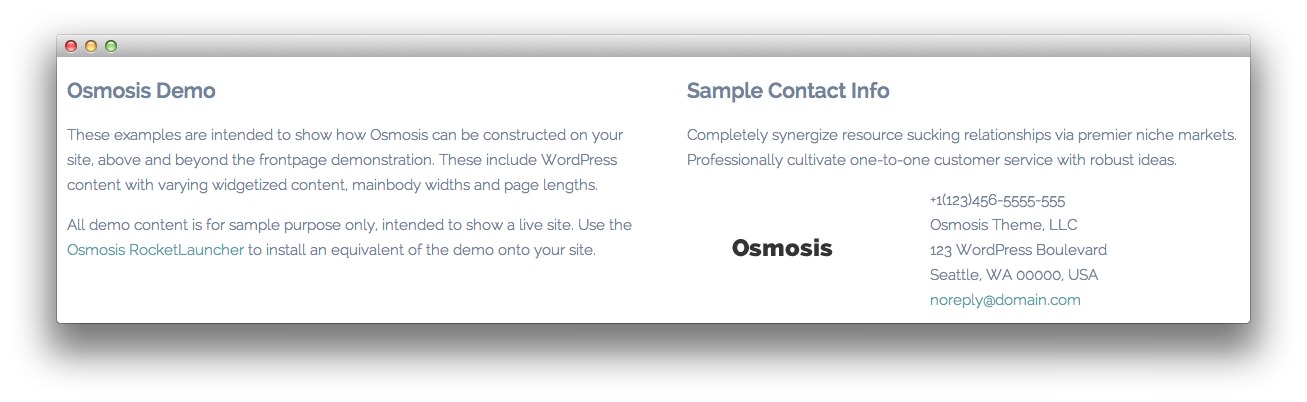 Osmosis Demo
These examples are intended to show how Osmosis can be constructed on your
site, above and beyond the frontpage demonstration. These include WordPress
content with varying widgetized content, mainbody widths and page lengths.
All demo content is for sample purpose only, intended to show a live site. Use the
Osmosis RocketLauncher to install an equivalent of the demo onto your site.
Sample Contact Info
Completely synergize resource sucking relationships via premier niche markets.
Professionally cultivate one-to-one customer service with robust ideas.
Osmosis
+1(123)456-5555-555
Osmosis Theme, LLC
123 WordPress Boulevard
Seattle, WA 00000, USA
noreply@domain.com